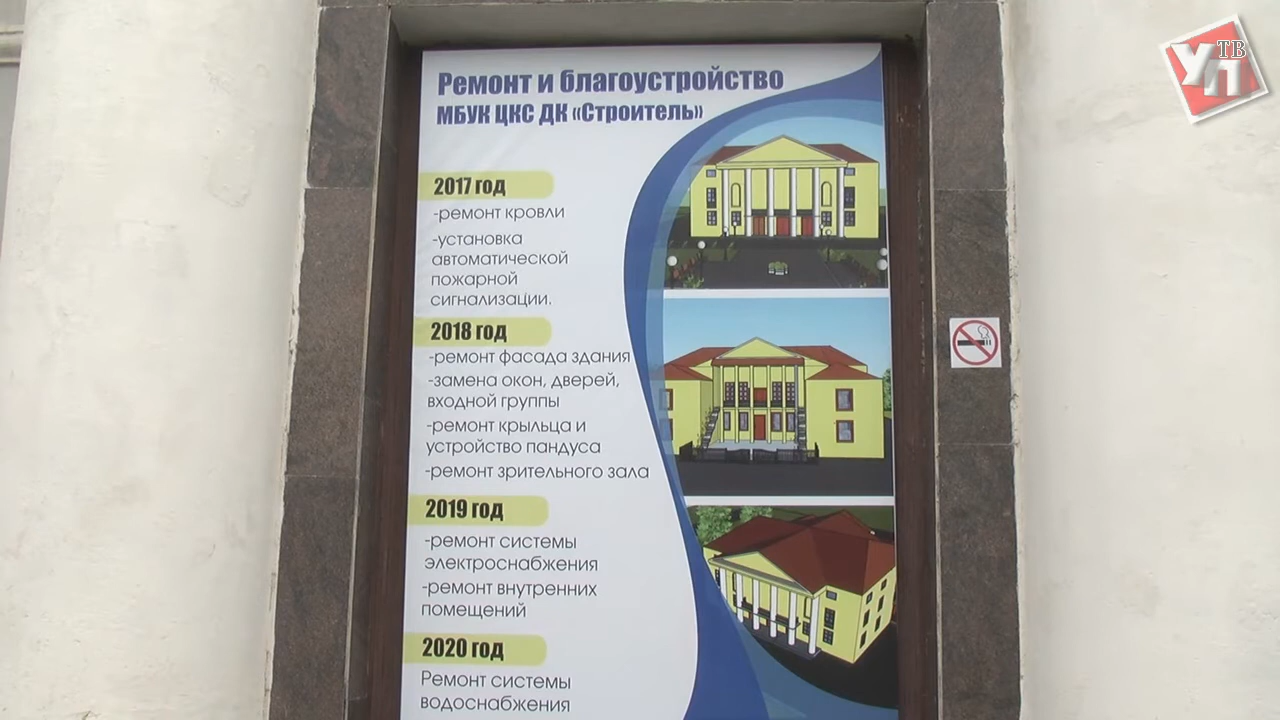 Ремонт и благоустройство
МБУК ЦКС ДК «Строитель»
2017 год
-ремонт кровли
-установка
автоматической
пожарной
сигнализации.
2018 год
-ремонт фасада здания
-замена окон, дверей,
входной группы
-ремонт крыльца и
устройство пандуса
-ремонт зрительного зала
2019 год
-ремонт системы
электроснабжения
-ремонт внутренних
помещений
2020 год
Ремонт системы
водоснабжения
УП ТВ